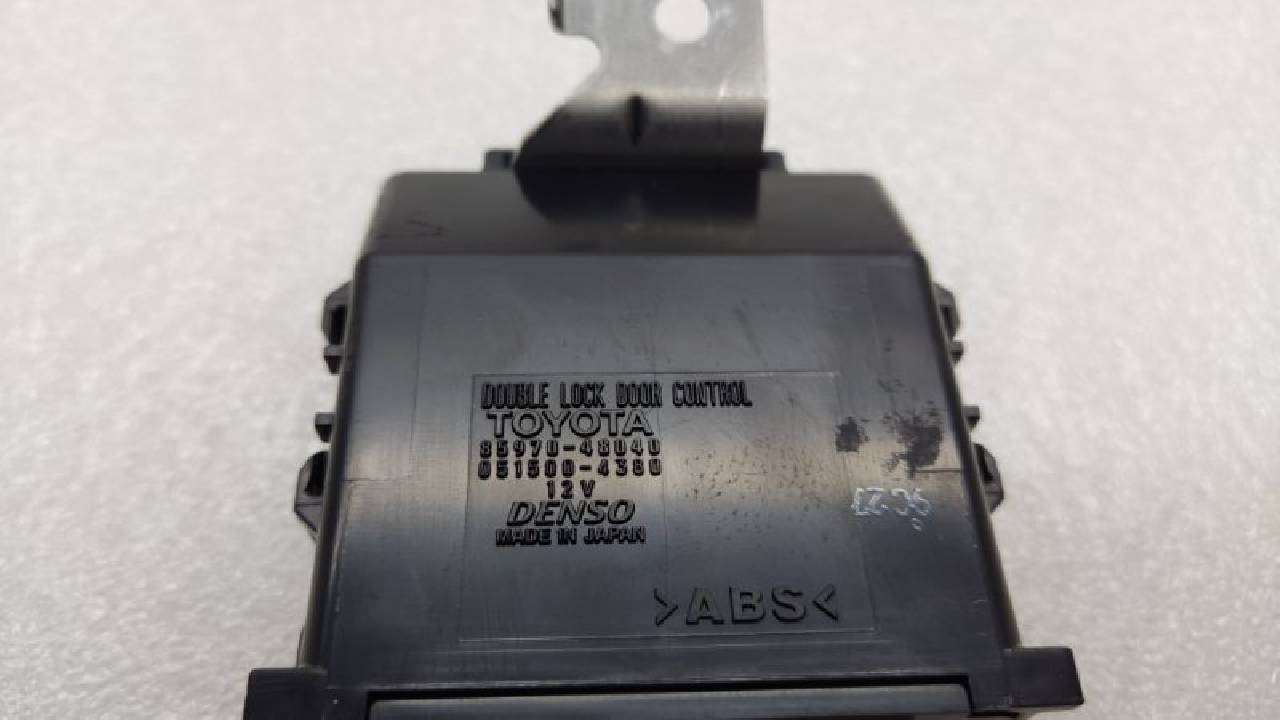 DOUBLE LOCK DOOR CONTROL
TOYOTA
85970-48040
051500-4380
12V
DENSO
MADE IN JAPAN
>ABS<